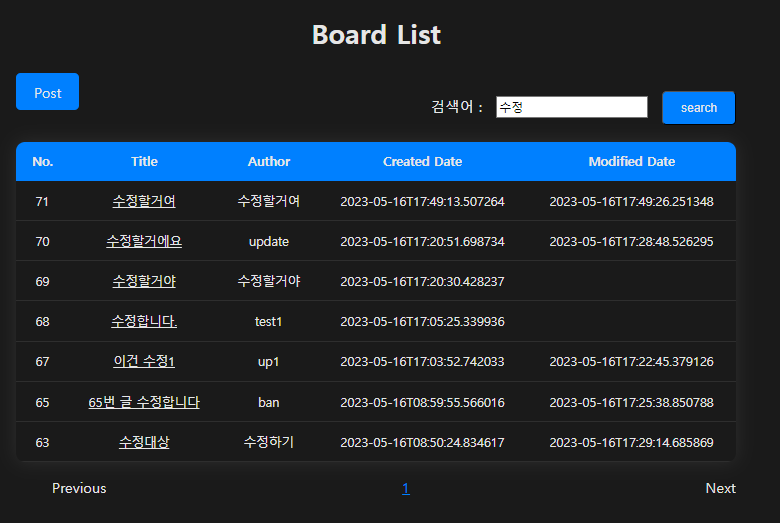 Board List
Post
검색어 : 수정 search
No. Title Author Created Date Modified Date
71 수정할거여 수정할거여 2023-05-16T17:49:13.507264 2023-05-16T17:49:26.251348
70 수정할거에요 update 2023-05-16T17:20:51.698734 2023-05-16T17:28:48.526295
69 수정할거야 수정할거야 2023-05-16T17:20:30.428237
68 수정합니다. test1 2023-05-16T17:05:25.339936
67 이건 수정1 up1 2023-05-16T17:03:52.742033 2023-05-16T17:22:45.379126
65 65번 글 수정합니다 ban 2023-05-16T08:59:55.566016 2023-05-16T17:25:38.850788
63 수정대상 수정하기 2023-05-16T08:50:24.834617 2023-05-16T17:29:14.685869
Previous 1 Next